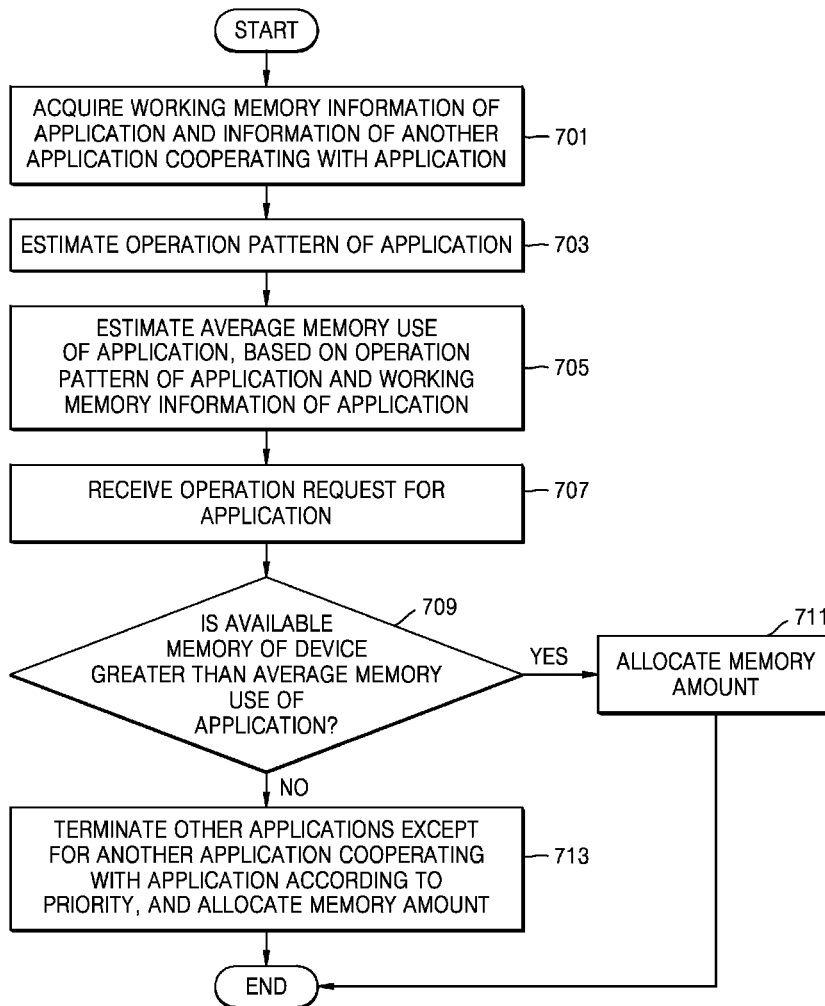 START
ACQUIRE WORKING MEMORY INFORMATION OF
APPLICATION AND INFORMATION OF ANOTHER
APPLICATION COOPERATING WITH APPLICATION
701
ESTIMATE OPERATION PATTERN OF APPLICATION
703
ESTIMATE AVERAGE MEMORY USE
OF APPLICATION, BASED ON OPERATION
PATTERN OF APPLICATION AND WORKING
MEMORY INFORMATION OF APPLICATION
705
RECEIVE OPERATION REQUEST FOR
APPLICATION
707
709
IS AVAILABLE
MEMORY OF DEVICE
GREATER THAN AVERAGE MEMORY
USE OF
APPLICATION?
YES
711
ALLOCATE MEMORY
AMOUNT
NO
TERMINATE OTHER APPLICATIONS EXCEPT
FOR ANOTHER APPLICATION COOPERATING
WITH APPLICATION ACCORDING TO
PRIORITY, AND ALLOCATE MEMORY AMOUNT
713
END